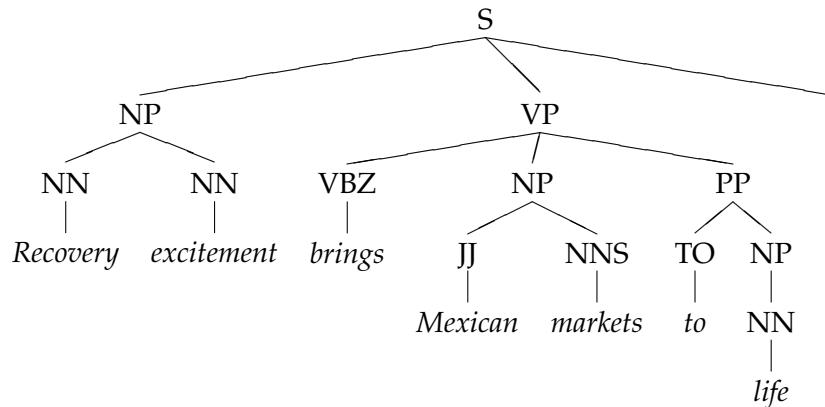 S
NP VP
NN NN VBZ NP PP
Recovery excitement brings JJ NNS TO NP
Mexican markets to NN
life